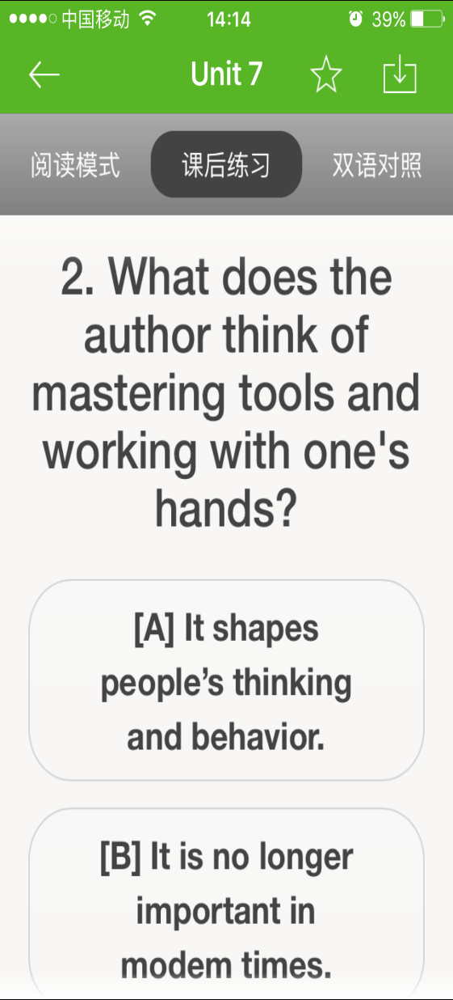 中国移动 14:14 39%
Unit 7
阅读模式 课后练习 双语对照
2. What does the
author think of
mastering tools and
working with one's
hands?
[A] It shapes
people’s thinking
and behavior.
[B] It is no longer
important in
modem times.